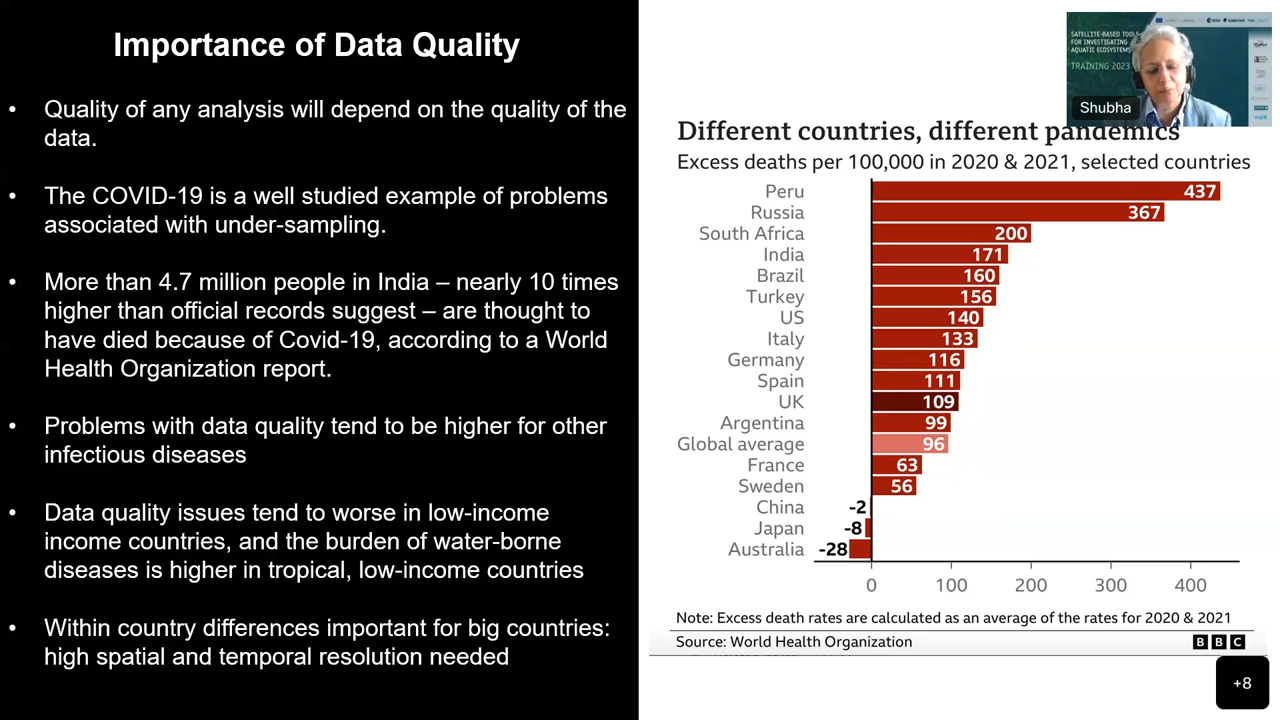 Importance of Data Quality
• Quality of any analysis will depend on the quality of the
data.
• The COVID-19 is a well studied example of problems
associated with under-sampling.
• More than 4.7 million people in India – nearly 10 times
higher than official records suggest – are thought to
have died because of Covid-19, according to a World
Health Organization report.
• Problems with data quality tend to be higher for other
infectious diseases
• Data quality issues tend to worse in low-income
income countries, and the burden of water-borne
diseases is higher in tropical, low-income countries
• Within country differences important for big countries:
high spatial and temporal resolution needed
SATELLITE-BASED TOOLS
FOR INVESTIGATING
AQUATIC ECOSYSTEMS
TRAINING 2023
Shubha
Different countries, different pandemics
Excess deaths per 100,000 in 2020 & 2021, selected countries
Peru 437
Russia 367
South Africa 200
India 171
Brazil 160
Turkey 156
US 140
Italy 133
Germany 116
Spain 111
UK 109
Argentina 99
Global average 96
France 63
Sweden 56
China -2
Japan -8
Australia -28
0 100 200 300 400
Note: Excess death rates are calculated as an average of the rates for 2020 & 2021
Source: World Health Organization
BBC
+8